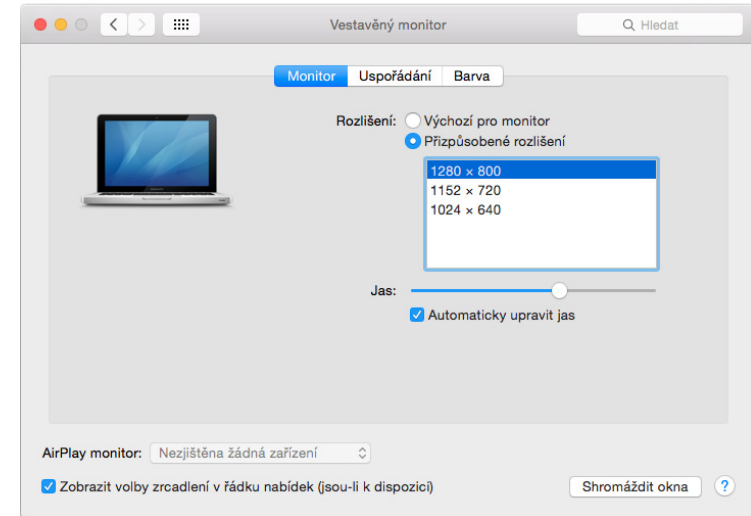 Vestavěný monitor
Hledat
Monitor Uspořádání Barva
Rozlišení: Výchozí pro monitor
Přizpůsobené rozlišení
1280 × 800
1152 × 720
1024 × 640
Jas:
Automaticky upravit jas
AirPlay monitor: Nezjištěna žádná zařízení
Zobrazit volby zrcadlení v řádku nabídek (jsou-li k dispozici)
Shromáždit okna ?